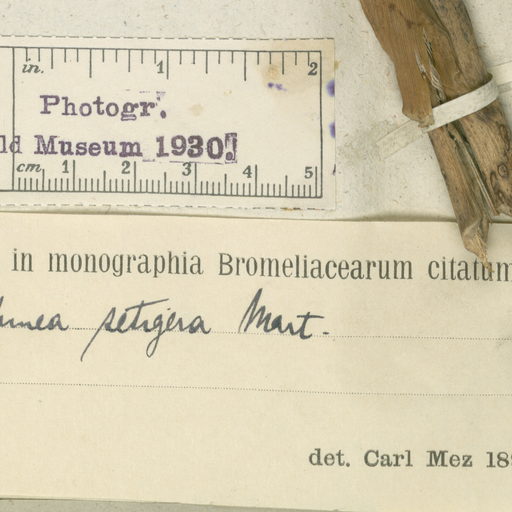 in. 1 2
Photogr.
ld Museum 1930.
cm 1 2 3 4 5
in monographia Bromeliacearum citatum
setigera Mart.
det. Carl Mez 18